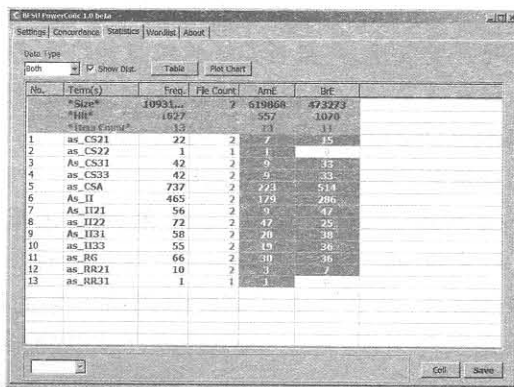 BFSU PowerConc 1.0 beta
Settings Concordance Statistics Wordlist About
Data Type
Both Show Dist. Table Plot Chart
No. Term(s) Freq. File Count AmE BrE
*Size* 10931... 2 619868 473273
*Hit* 1627 557 1070
*Item Count* 13 13 11
1 as_CS21 22 2 7 15
2 as_CS22 1 1 1
3 As_CS31 42 2 9 33
4 as_CS33 42 2 9 33
5 as_CSA 737 2 223 514
6 As_II 465 2 179 286
7 As_II21 56 2 9 47
8 as_II22 72 2 47 25
9 As_II31 58 2 20 38
10 as_II33 55 2 19 36
11 as_RG 66 2 30 36
12 as_RR21 10 2 3 7
13 as_RR31 1 1 1
Coll Save